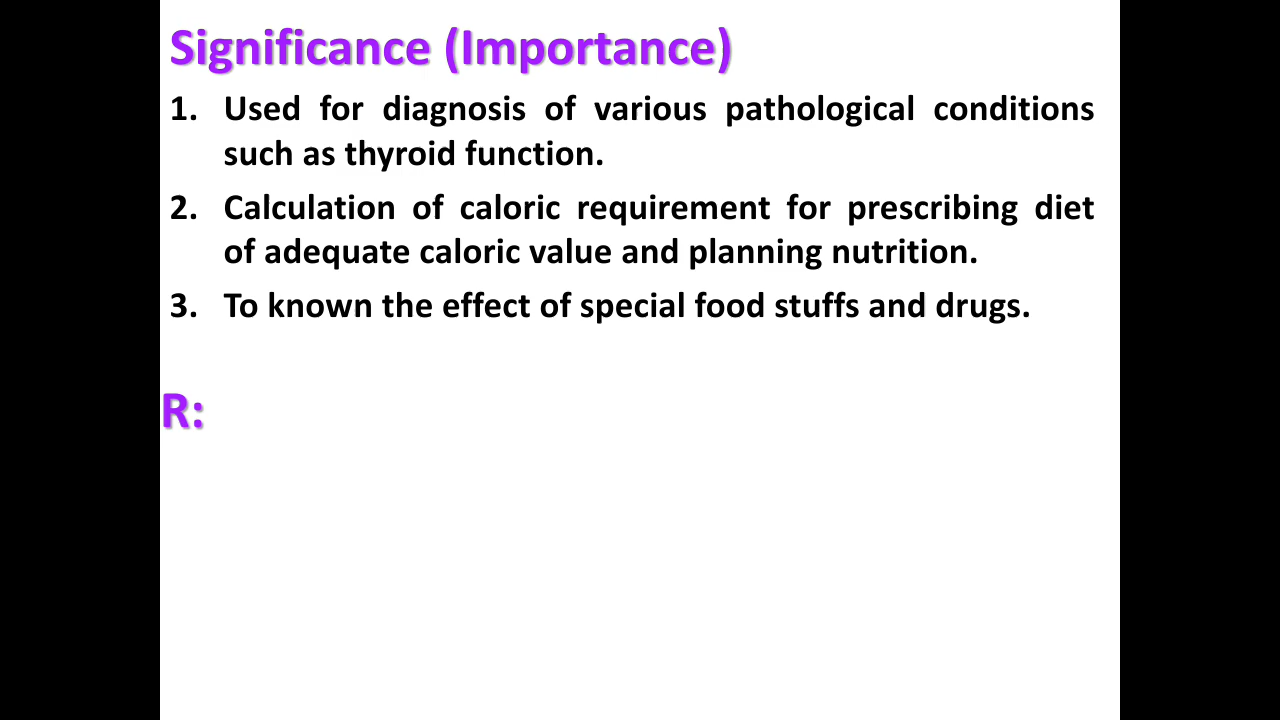 Significance (Importance)
1. Used for diagnosis of various pathological conditions
such as thyroid function.
2. Calculation of caloric requirement for prescribing diet
of adequate caloric value and planning nutrition.
3. To known the effect of special food stuffs and drugs.
R: